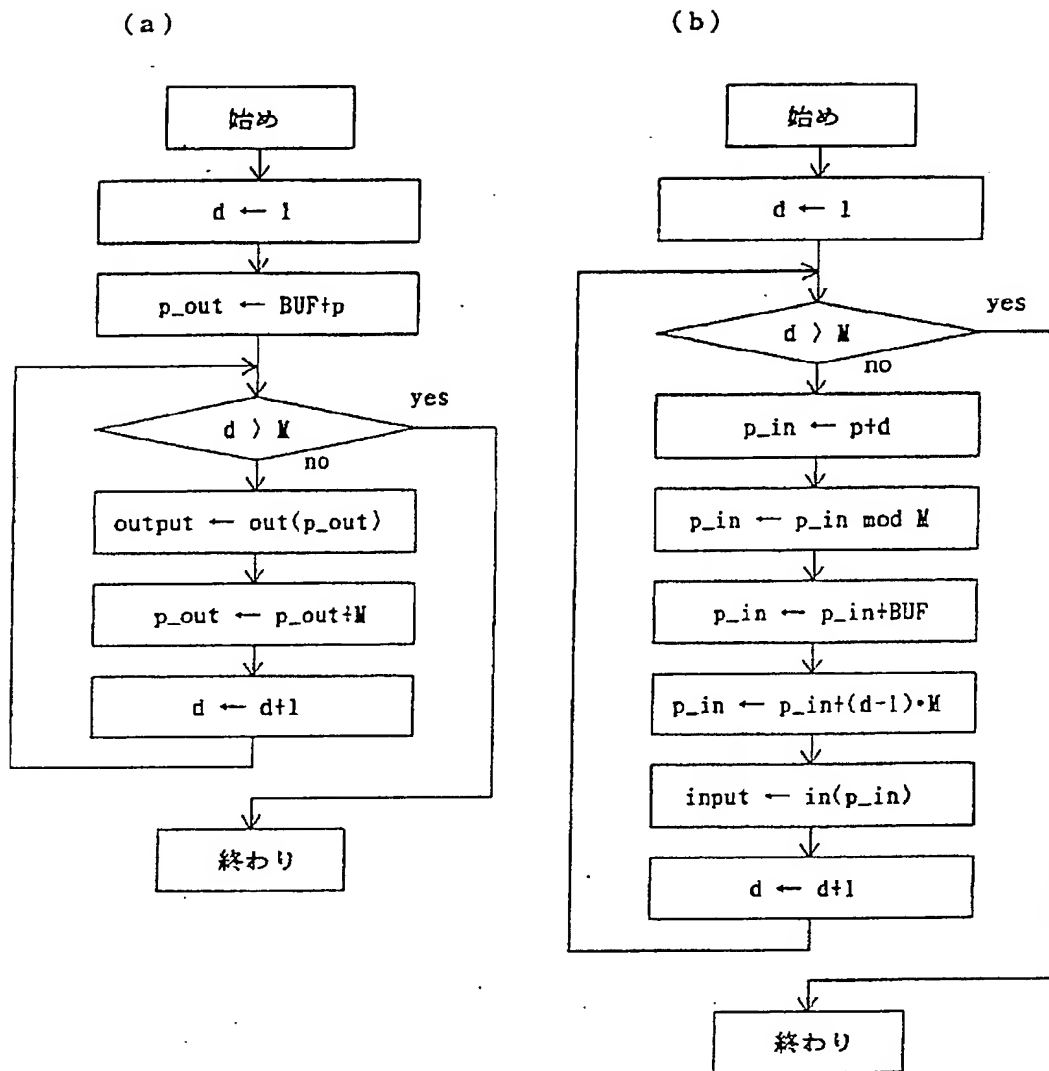 (a)
始め
d ← 1
p_out ← BUF+p
d > M
yes
no
output ← out(p_out)
p_out ← p_out+M
d ← d+1
終わり
(b)
始め
d ← 1
d > M
yes
no
p_in ← p+d
p_in ← p_in mod M
p_in ← p_in+BUF
p_in ← p_in+(d-1)・M
input ← in(p_in)
d ← d+1
終わり